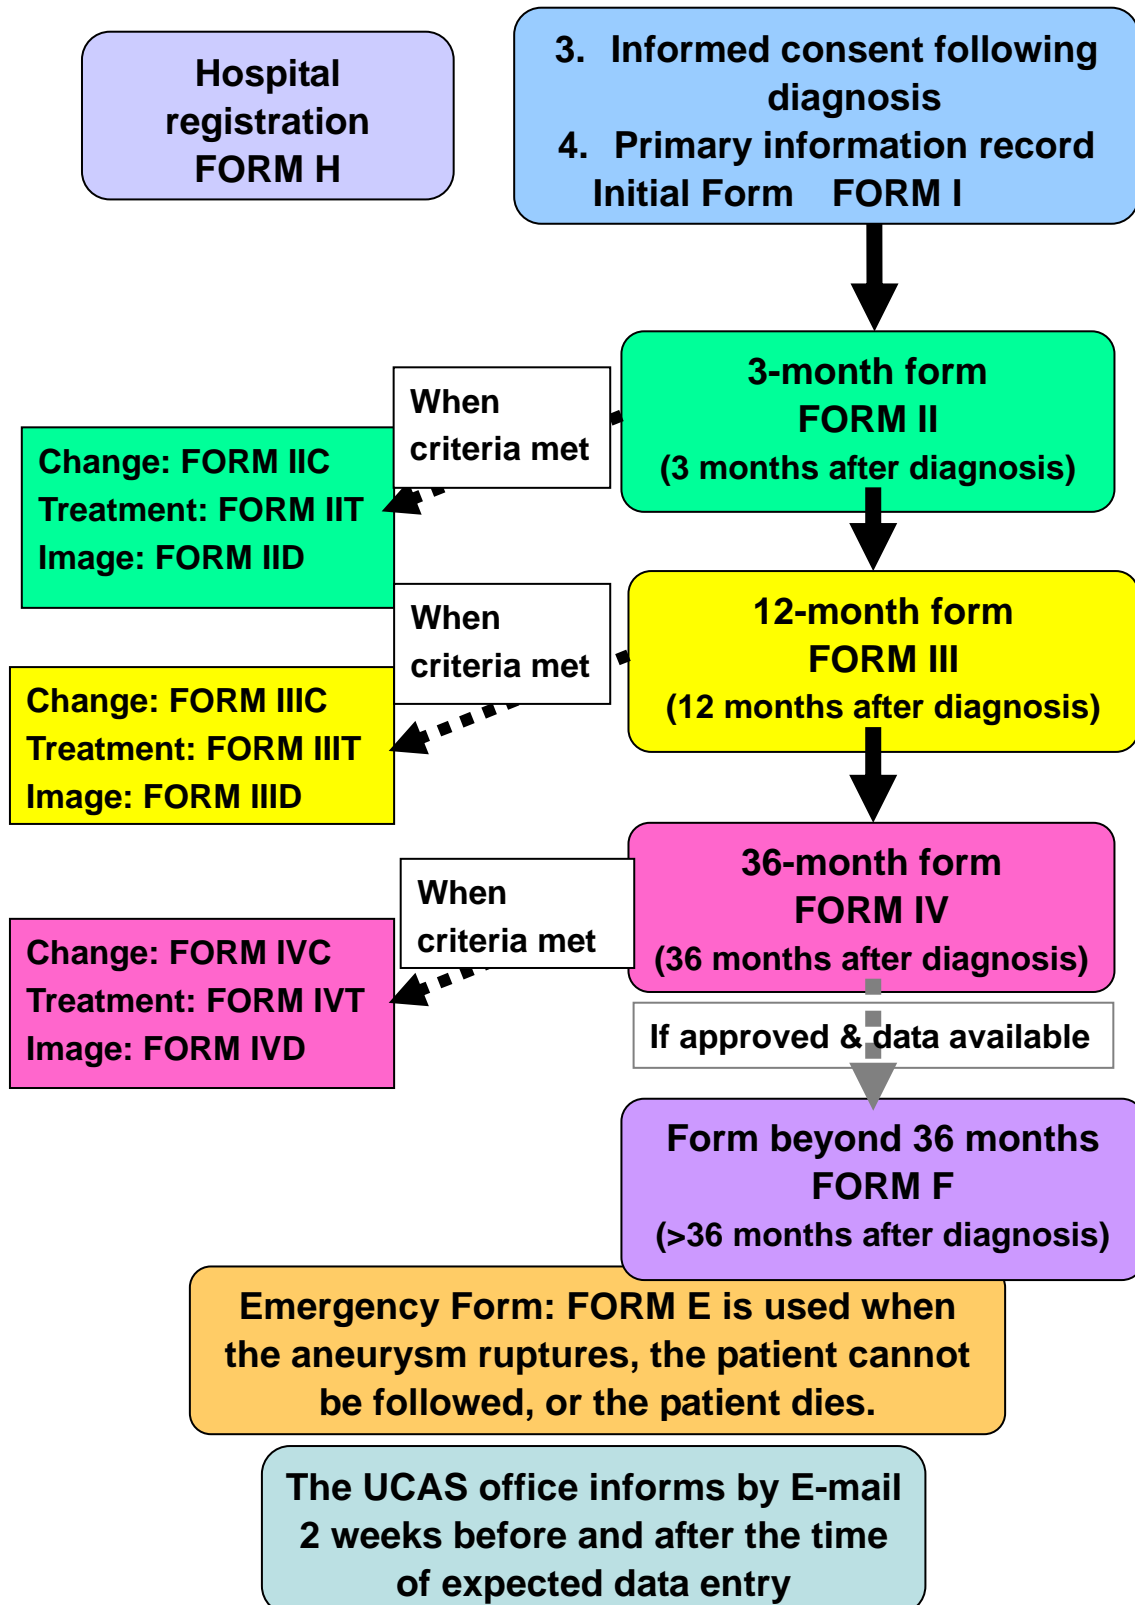 Hospital
registration
FORM H
3. Informed consent following
diagnosis
4. Primary information record
Initial Form FORM I
3-month form
FORM II
(3 months after diagnosis)
When
criteria met
Change: FORM IIC
Treatment: FORM IIT
Image: FORM IID
12-month form
FORM III
(12 months after diagnosis)
When
criteria met
Change: FORM IIIC
Treatment: FORM IIIT
Image: FORM IIID
36-month form
FORM IV
(36 months after diagnosis)
When
criteria met
Change: FORM IVC
Treatment: FORM IVT
Image: FORM IVD
If approved & data available
Form beyond 36 months
FORM F
(>36 months after diagnosis)
Emergency Form: FORM E is used when
the aneurysm ruptures, the patient cannot
be followed, or the patient dies.
The UCAS office informs by E-mail
2 weeks before and after the time
of expected data entry